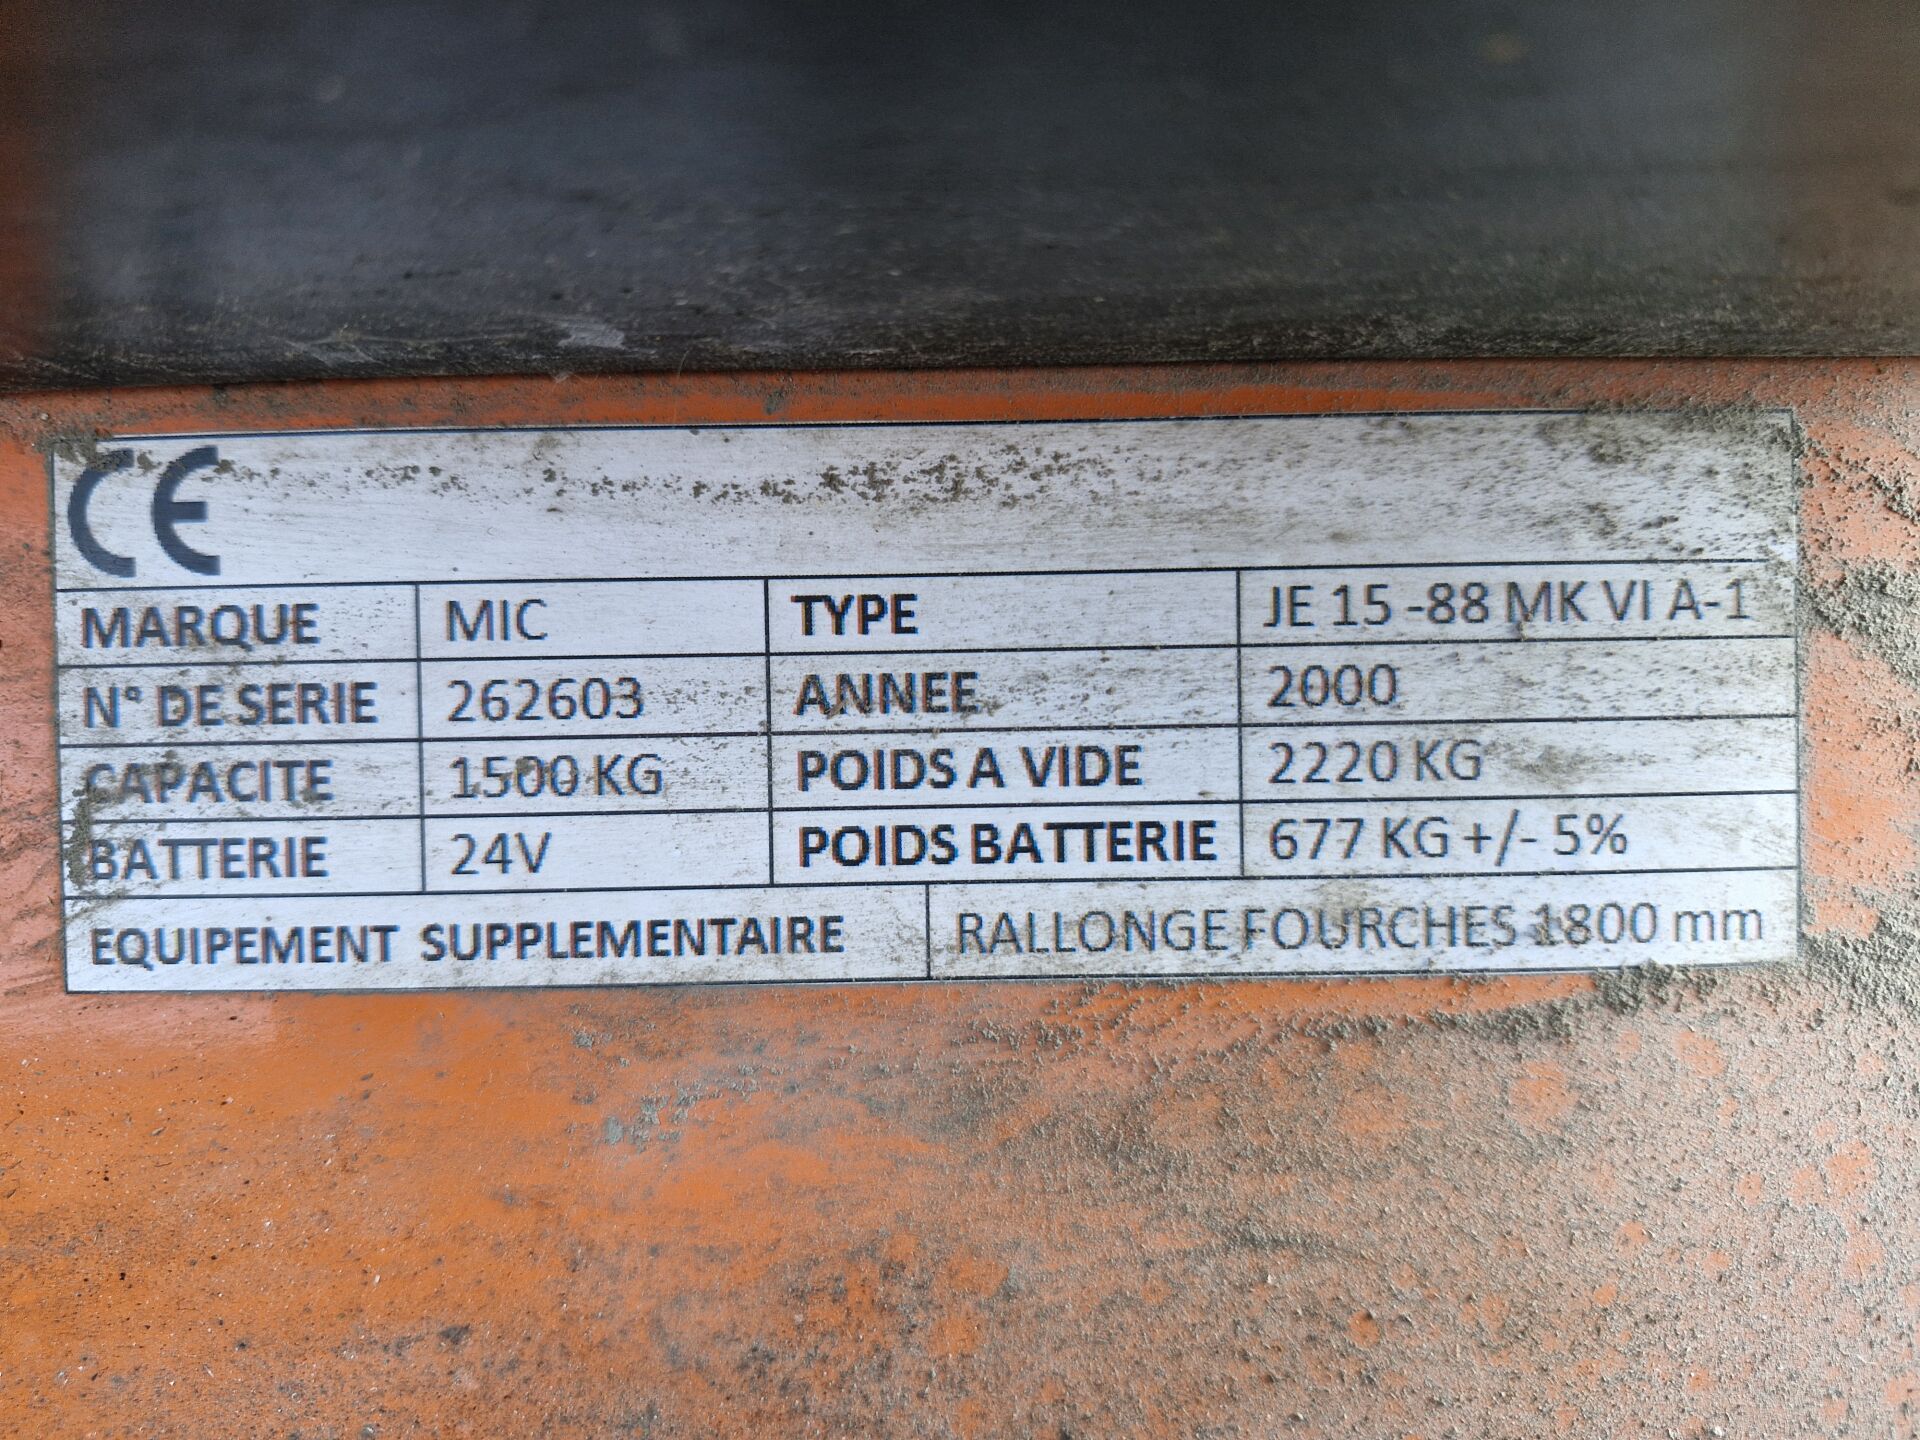 CE
MARQUE MIC TYPE JE 15 -88 MK VI A-1
N° DE SERIE 262603 ANNEE 2000
CAPACITE 1500 KG POIDS A VIDE 2220 KG
BATTERIE 24V POIDS BATTERIE 677 KG +/- 5%
EQUIPEMENT SUPPLEMENTAIRE RALLONGE FOURCHES 1800 mm